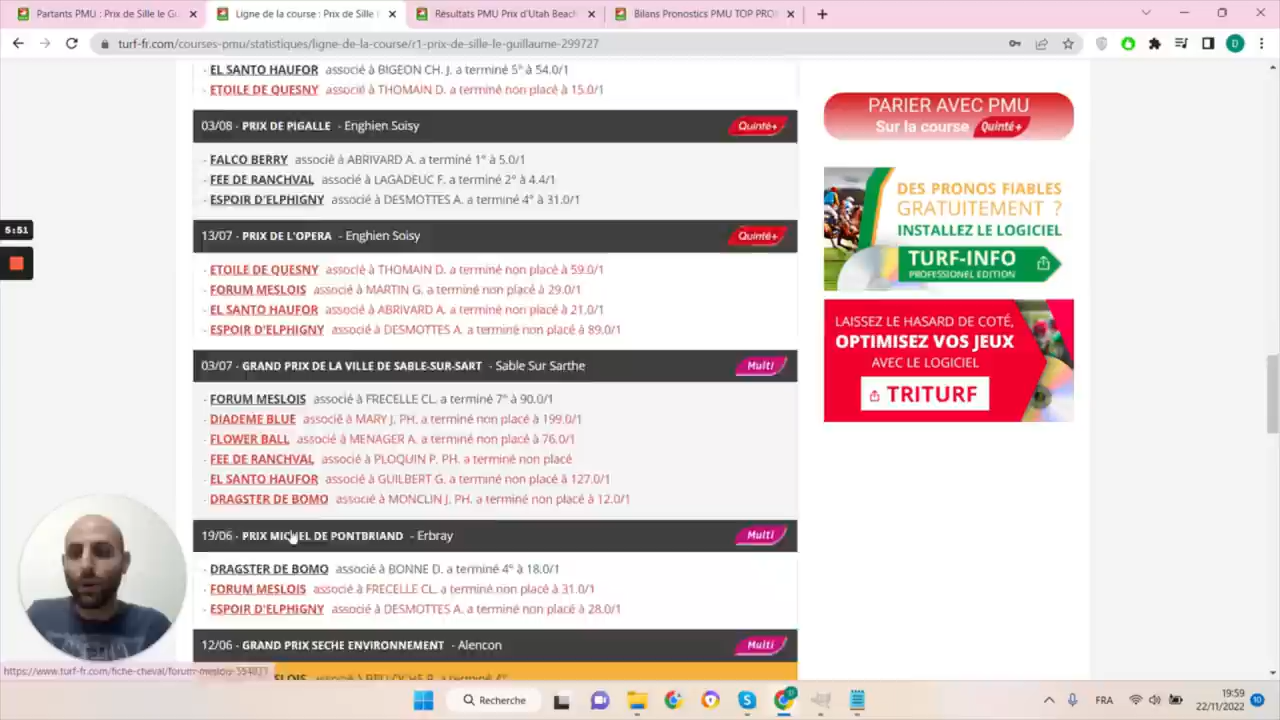 Partants PMU : Prix de Sille le Gu
Ligne de la course : Prix de Sille l
Résultats PMU Prix d'Utah Beach
Bilans Pronostics PMU TOP PRO
turf-fr.com/courses-pmu/statistiques/ligne-de-la-course/r1-prix-de-sille-le-guillaume-299727
D
- EL SANTO HAUFOR associé à BIGEON CH. J. a terminé 5° à 54.0/1
- ETOILE DE QUESNY associé à THOMAIN D. a terminé non placé à 15.0/1
03/08 - PRIX DE PIGALLE - Enghien Soisy Quinté+
- FALCO BERRY associé à ABRIVARD A. a terminé 1° à 5.0/1
- FEE DE RANCHVAL associé à LAGADEUC F. a terminé 2° à 4.4/1
- ESPOIR D'ELPHIGNY associé à DESMOTTES A. a terminé 4° à 31.0/1
13/07 - PRIX DE L'OPERA - Enghien Soisy Quinté+
- ETOILE DE QUESNY associé à THOMAIN D. a terminé non placé à 59.0/1
- FORUM MESLOIS associé à MARTIN G. a terminé non placé à 29.0/1
- EL SANTO HAUFOR associé à ABRIVARD A. a terminé non placé à 21.0/1
- ESPOIR D'ELPHIGNY associé à DESMOTTES A. a terminé non placé à 89.0/1
03/07 - GRAND PRIX DE LA VILLE DE SABLE-SUR-SART - Sable Sur Sarthe Multi
- FORUM MESLOIS associé à FRECELLE CL. a terminé 7° à 90.0/1
- DIADEME BLUE associé à MARY J. PH. a terminé non placé à 199.0/1
- FLOWER BALL associé à MENAGER A. a terminé non placé à 76.0/1
- FEE DE RANCHVAL associé à PLOQUIN P. PH. a terminé non placé
- EL SANTO HAUFOR associé à GUILBERT G. a terminé non placé à 127.0/1
- DRAGSTER DE BOMO associé à MONCLIN J. PH. a terminé non placé à 12.0/1
19/06 - PRIX MICHEL DE PONTBRIAND - Erbray Multi
- DRAGSTER DE BOMO associé à BONNE D. a terminé 4° à 18.0/1
- FORUM MESLOIS associé à FRECELLE CL. a terminé non placé à 31.0/1
- ESPOIR D'ELPHIGNY associé à DESMOTTES A. a terminé non placé à 28.0/1
12/06 - GRAND PRIX SECHE ENVIRONNEMENT - Alencon Multi
PARIER AVEC PMU
Sur la course Quinté+
DES PRONOS FIABLES
GRATUITEMENT ?
INSTALLEZ LE LOGICIEL
TURF-INFO
PROFESSIONEL EDITION
LAISSEZ LE HASARD DE COTÉ,
OPTIMISEZ VOS JEUX
AVEC LE LOGICIEL
TRITURF
5:51
Recherche
FRA
19:59
22/11/2022
10